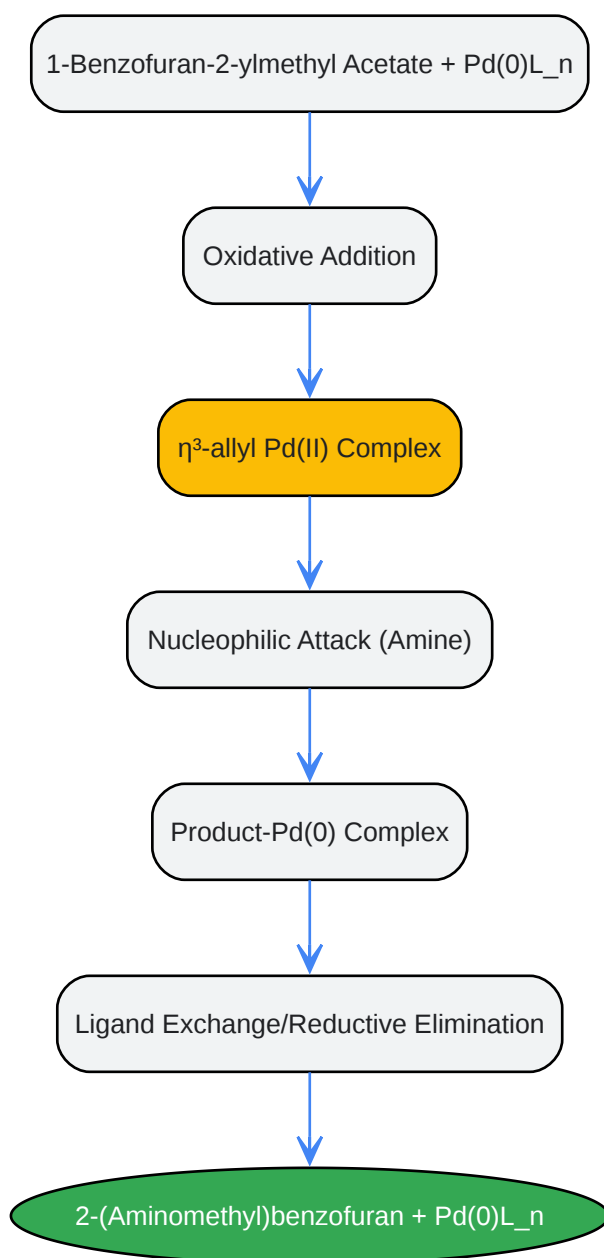 1-Benzofuran-2-ylmethyl Acetate + Pd(0)L_n
Oxidative Addition
η³-allyl Pd(II) Complex
Nucleophilic Attack (Amine)
Product-Pd(0) Complex
Ligand Exchange/Reductive Elimination
2-(Aminomethyl)benzofuran + Pd(0)L_n